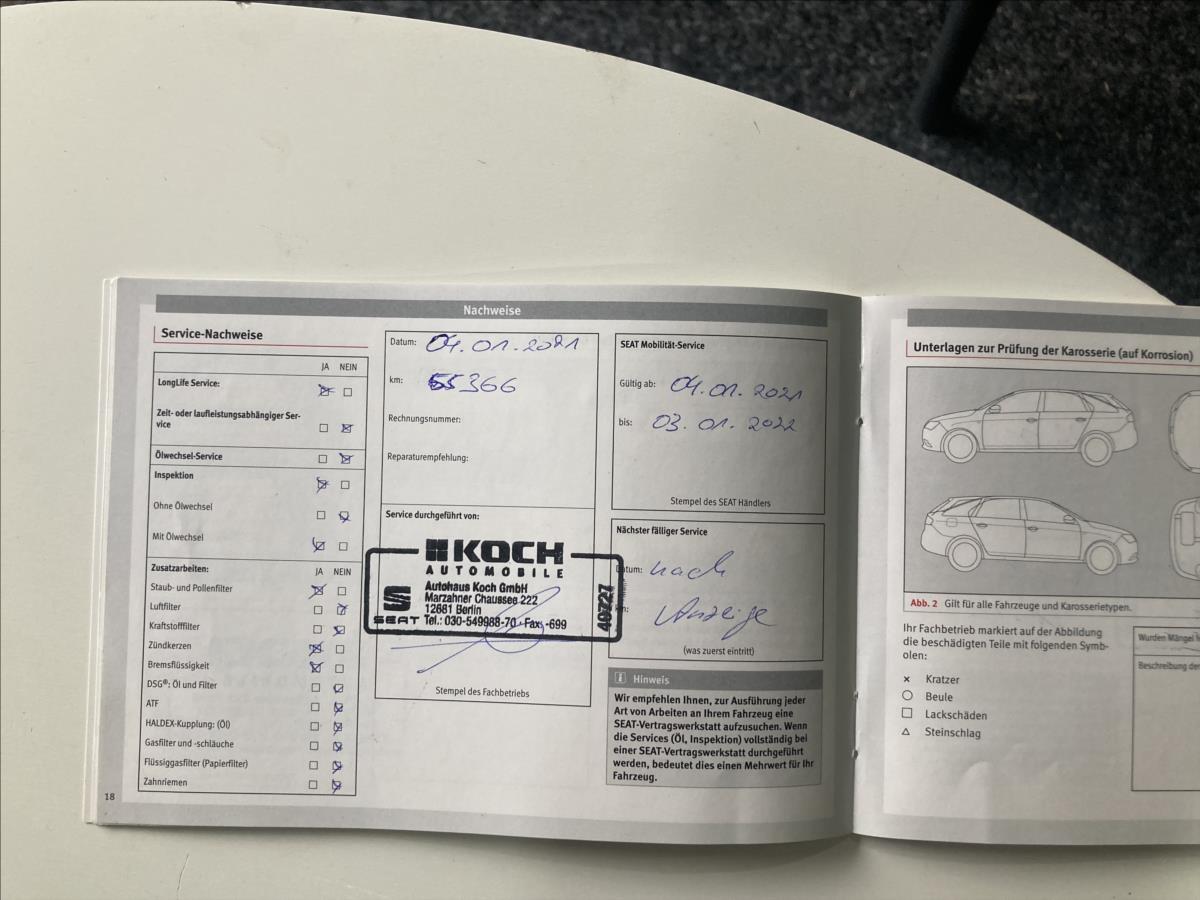 Nachweise
Service-Nachweise
JA NEIN
LongLife Service:
Zeit- oder laufleistungsabhängiger Ser-
vice
Ölwechsel-Service
Inspektion
Ohne Ölwechsel
Mit Ölwechsel
Zusatzarbeiten: JA NEIN
Staub- und Pollenfilter
Luftfilter
Kraftstofffilter
Zündkerzen
Bremsflüssigkeit
DSG®: Öl und Filter
ATF
HALDEX-Kupplung: (Öl)
Gasfilter und -schläuche
Flüssiggasfilter (Papierfilter)
Zahnriemen
18
Datum: 04.01.2021
km: 55366
Rechnungsnummer:
Reparaturempfehlung:
Service durchgeführt von:
KOCH
AUTOMOBILE
SEAT
Autohaus Koch GmbH
Marzahner Chaussee 222
12681 Berlin
Tel.: 030-549988-70 · Fax: -699
49727
Stempel des Fachbetriebs
SEAT Mobilität-Service
Gültig ab: 04.01.2021
bis: 03.01.2022
Stempel des SEAT Händlers
Nächster fälliger Service
Datum: nach
Anzeige
(was zuerst eintritt)
i Hinweis
Wir empfehlen Ihnen, zur Ausführung jeder
Art von Arbeiten an Ihrem Fahrzeug eine
SEAT-Vertragswerkstatt aufzusuchen. Wenn
die Services (Öl, Inspektion) vollständig bei
einer SEAT-Vertragswerkstatt durchgeführt
werden, bedeutet dies einen Mehrwert für Ihr
Fahrzeug.
Unterlagen zur Prüfung der Karosserie (auf Korrosion)
Abb. 2 Gilt für alle Fahrzeuge und Karosserietypen.
Ihr Fachbetrieb markiert auf der Abbildung
die beschädigten Teile mit folgenden Symb-
olen:
Kratzer
Beule
Lackschäden
Steinschlag
Wurden Mängel
Beschreibung der